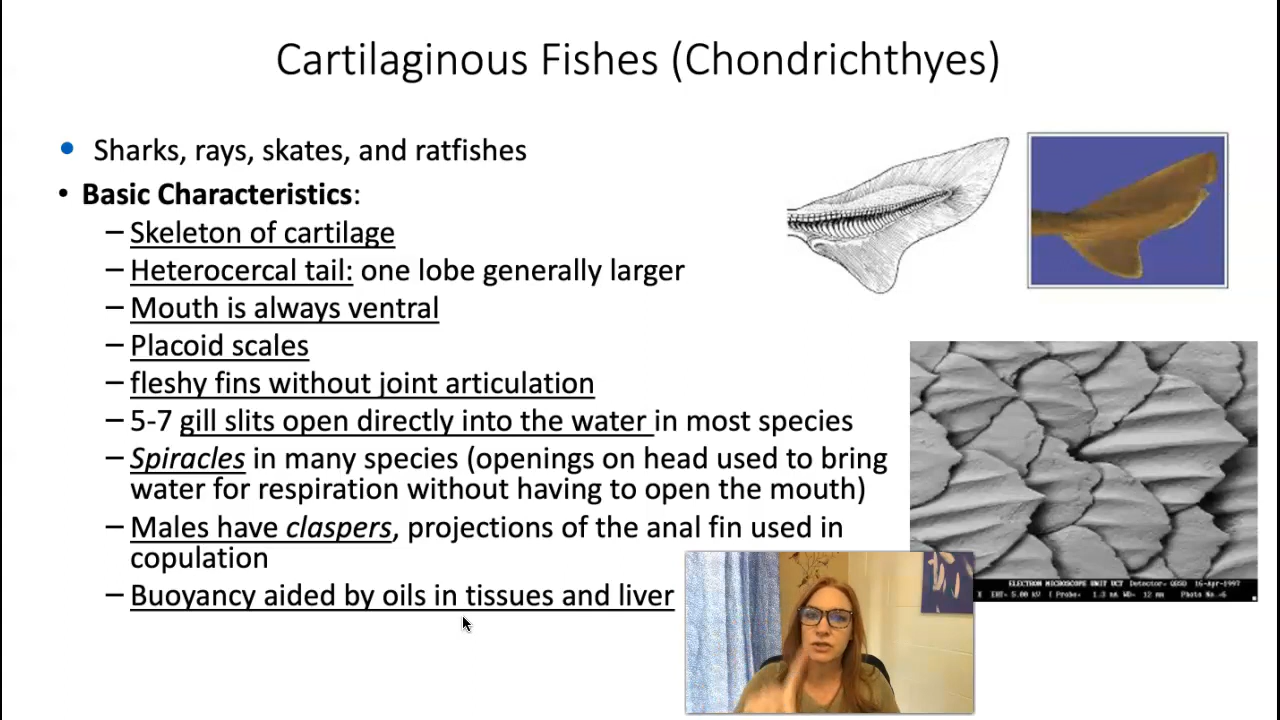 Cartilaginous Fishes (Chondrichthyes)
• Sharks, rays, skates, and ratfishes
• Basic Characteristics:
– Skeleton of cartilage
– Heterocercal tail: one lobe generally larger
– Mouth is always ventral
– Placoid scales
– fleshy fins without joint articulation
– 5-7 gill slits open directly into the water in most species
– Spiracles in many species (openings on head used to bring
water for respiration without having to open the mouth)
– Males have claspers, projections of the anal fin used in
copulation
– Buoyancy aided by oils in tissues and liver
ELECTRON MICROSCOPE UNIT UCT Detector= 16-Apr-1997
EHT= 5.00 kV I Probe= 1.3 nA WD= 12 mm Photo No.=6